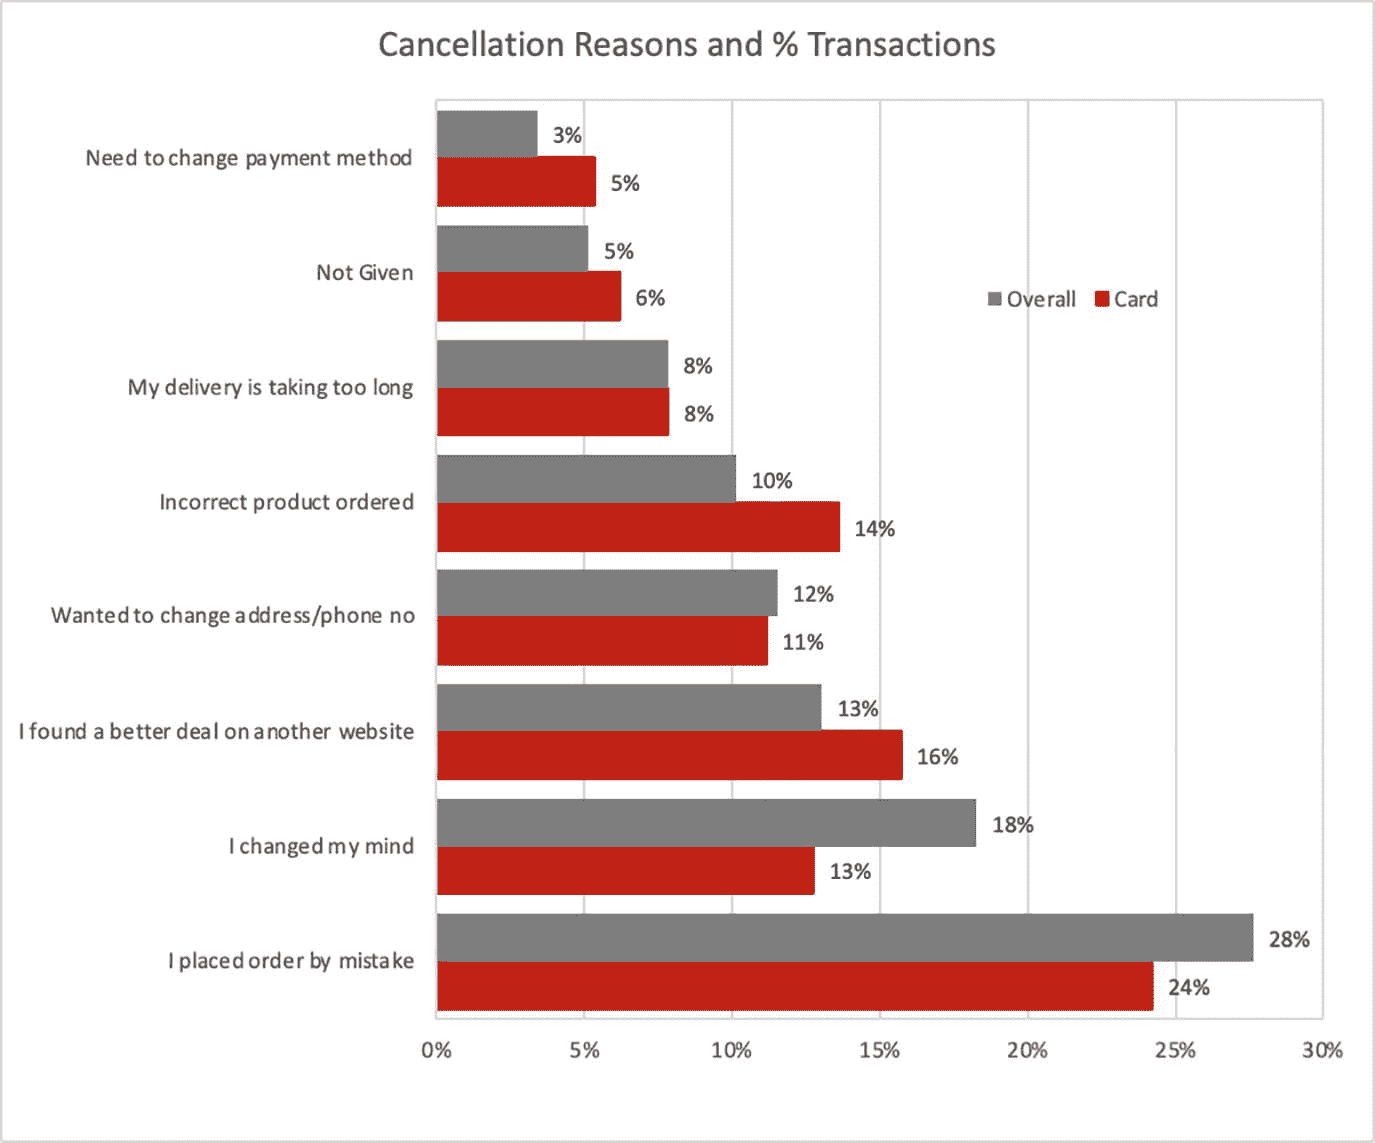 Cancellation Reasons and % Transactions
Need to change payment method
3%
5%
Not Given
5%
6%
Overall
Card
My delivery is taking too long
8%
8%
Incorrect product ordered
10%
14%
Wanted to change address/phone no
12%
11%
I found a better deal on another website
13%
16%
I changed my mind
18%
13%
I placed order by mistake
28%
24%
0% 5% 10% 15% 20% 25% 30%